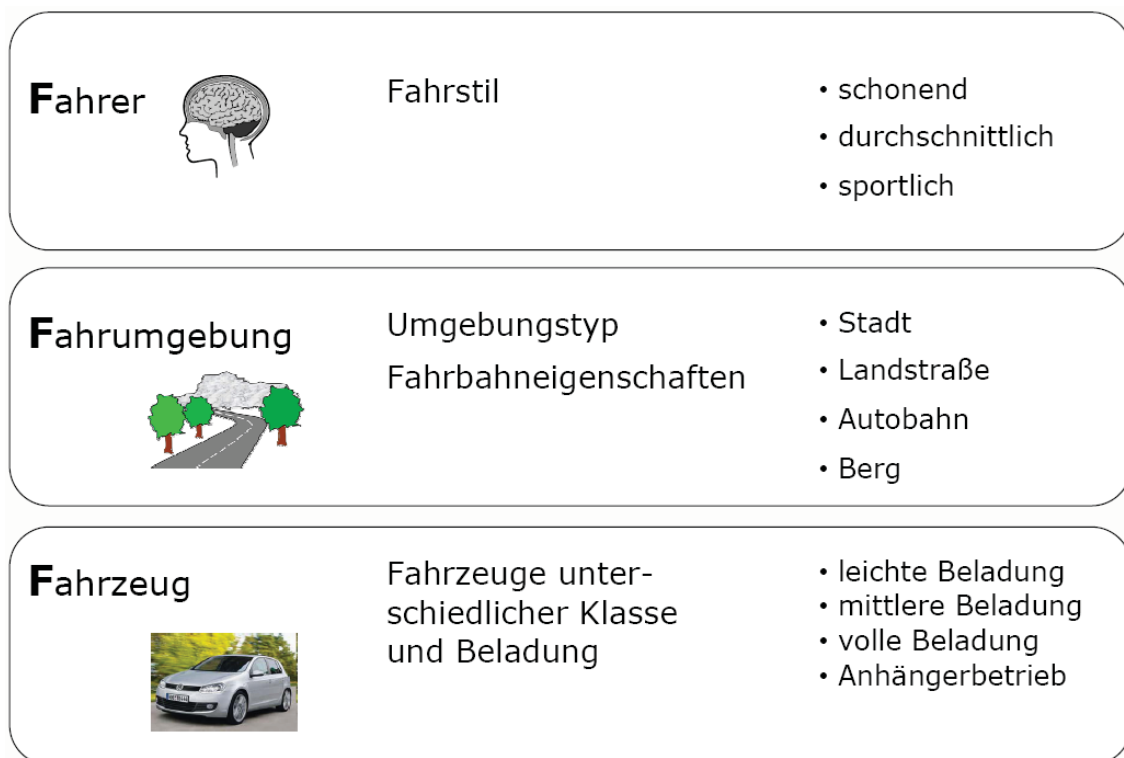 Fahrer
Fahrstil
• schonend
• durchschnittlich
• sportlich
Fahrumgebung
Umgebungstyp
Fahrbahneigenschaften
• Stadt
• Landstraße
• Autobahn
• Berg
Fahrzeug
Fahrzeuge unter-
schiedlicher Klasse
und Beladung
• leichte Beladung
• mittlere Beladung
• volle Beladung
• Anhängerbetrieb